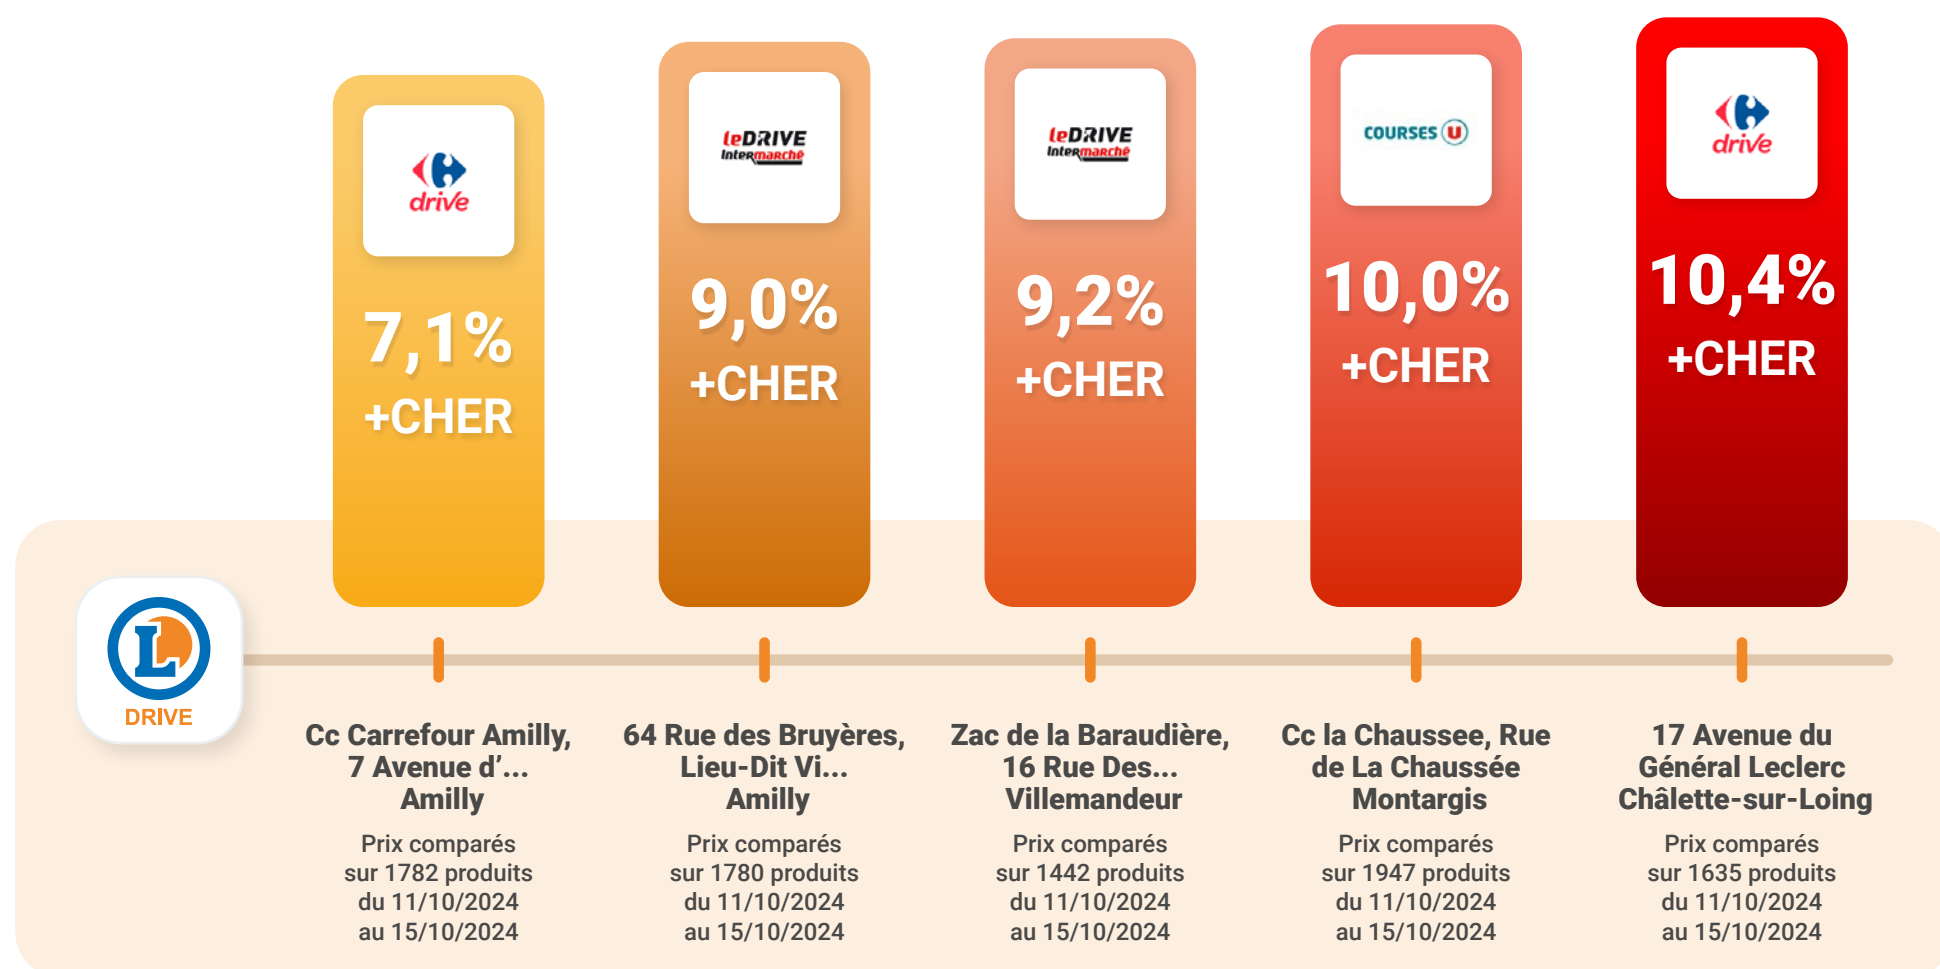 drive
7,1%
+CHER
leDRIVE
Intermarché
9,0%
+CHER
leDRIVE
Intermarché
9,2%
+CHER
COURSES U
10,0%
+CHER
drive
10,4%
+CHER
L
DRIVE
Cc Carrefour Amilly,
7 Avenue d’...
Amilly
Prix comparés
sur 1782 produits
du 11/10/2024
au 15/10/2024
64 Rue des Bruyères,
Lieu-Dit Vi...
Amilly
Prix comparés
sur 1780 produits
du 11/10/2024
au 15/10/2024
Zac de la Baraudière,
16 Rue Des...
Villemandeur
Prix comparés
sur 1442 produits
du 11/10/2024
au 15/10/2024
Cc la Chaussee, Rue
de La Chaussée
Montargis
Prix comparés
sur 1947 produits
du 11/10/2024
au 15/10/2024
17 Avenue du
Général Leclerc
Châlette-sur-Loing
Prix comparés
sur 1635 produits
du 11/10/2024
au 15/10/2024